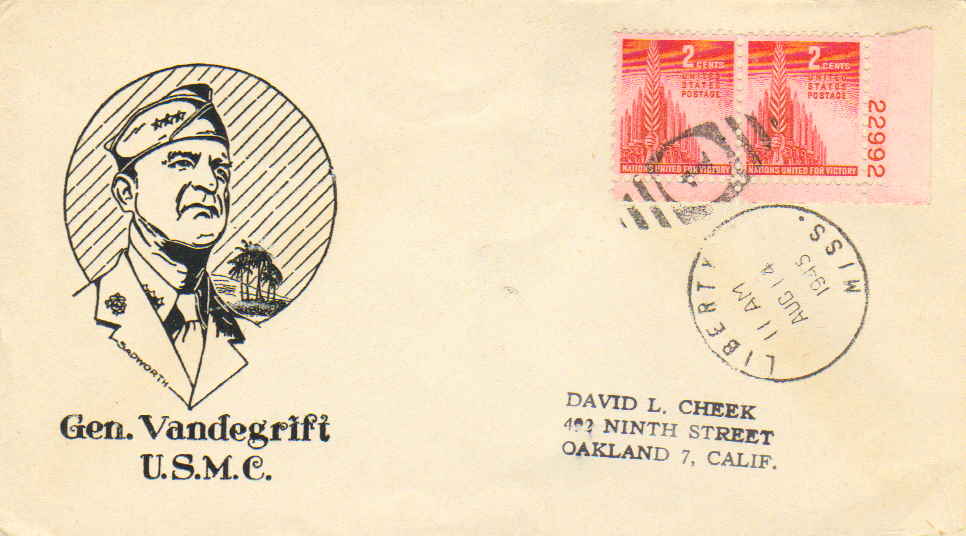 2 CENTS
UNITED
STATES
POSTAGE
NATIONS UNITED FOR VICTORY
2 CENTS
UNITED
STATES
POSTAGE
NATIONS UNITED FOR VICTORY
22992
LIBERTY MISS.
11 AM
AUG 14
1945
SADWORTH
Gen. Vandegrift
U.S.M.C.
DAVID L. CHEEK
NINTH STREET
OAKLAND 7, CALIF.